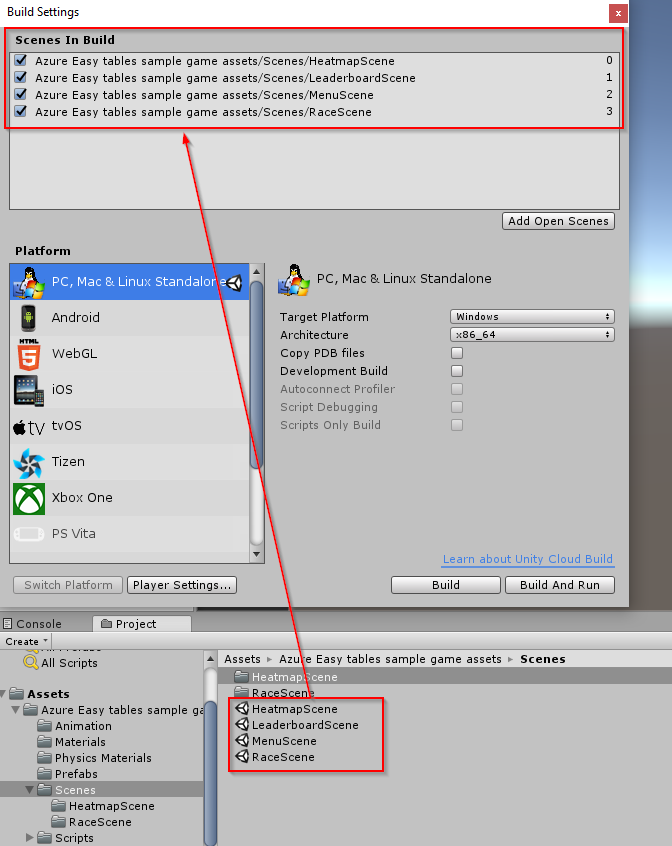 Build Settings
x
Scenes In Build
Azure Easy tables sample game assets/Scenes/HeatmapScene 0
Azure Easy tables sample game assets/Scenes/LeaderboardScene 1
Azure Easy tables sample game assets/Scenes/MenuScene 2
Azure Easy tables sample game assets/Scenes/RaceScene 3
Add Open Scenes
Platform
PC, Mac & Linux Standalone
Android
HTML
5
WebGL
iOS
tv
tvOS
Tizen
Xbox One
PS Vita
PC, Mac & Linux Standalone
Target Platform Windows
Architecture x86_64
Copy PDB files
Development Build
Autoconnect Profiler
Script Debugging
Scripts Only Build
Learn about Unity Cloud Build
Switch Platform
Player Settings...
Build
Build And Run
Console
Project
Create
All Scripts
Assets
Azure Easy tables sample ga
Animation
Materials
Physics Materials
Prefabs
Scenes
HeatmapScene
RaceScene
Scripts
Assets ▸ Azure Easy tables sample game assets ▸ Scenes
HeatmapScene
RaceScene
HeatmapScene
LeaderboardScene
MenuScene
RaceScene